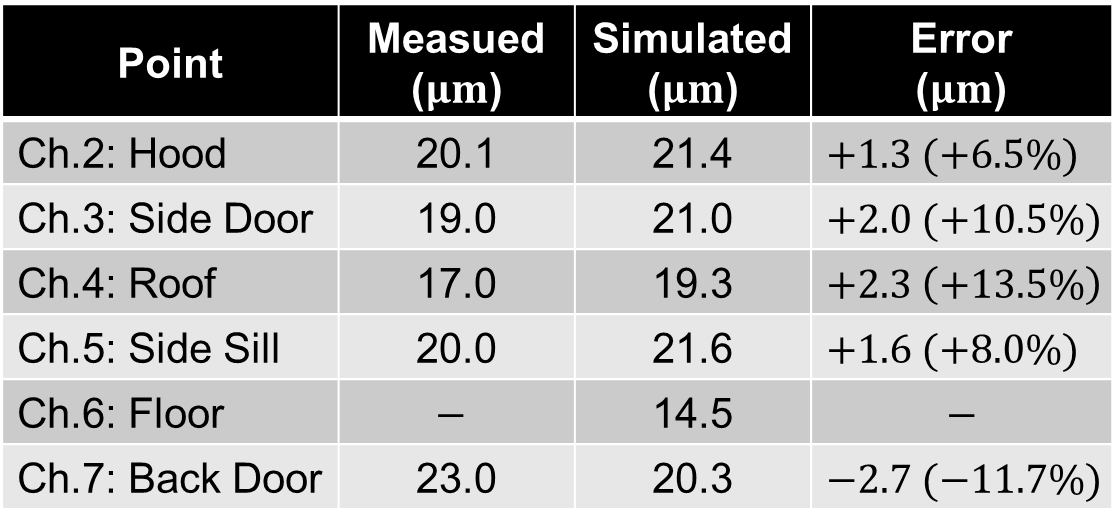 Point Measued (μm) Simulated (μm) Error (μm)
Ch.2: Hood 20.1 21.4 +1.3 (+6.5%)
Ch.3: Side Door 19.0 21.0 +2.0 (+10.5%)
Ch.4: Roof 17.0 19.3 +2.3 (+13.5%)
Ch.5: Side Sill 20.0 21.6 +1.6 (+8.0%)
Ch.6: Floor – 14.5 –
Ch.7: Back Door 23.0 20.3 −2.7 (−11.7%)